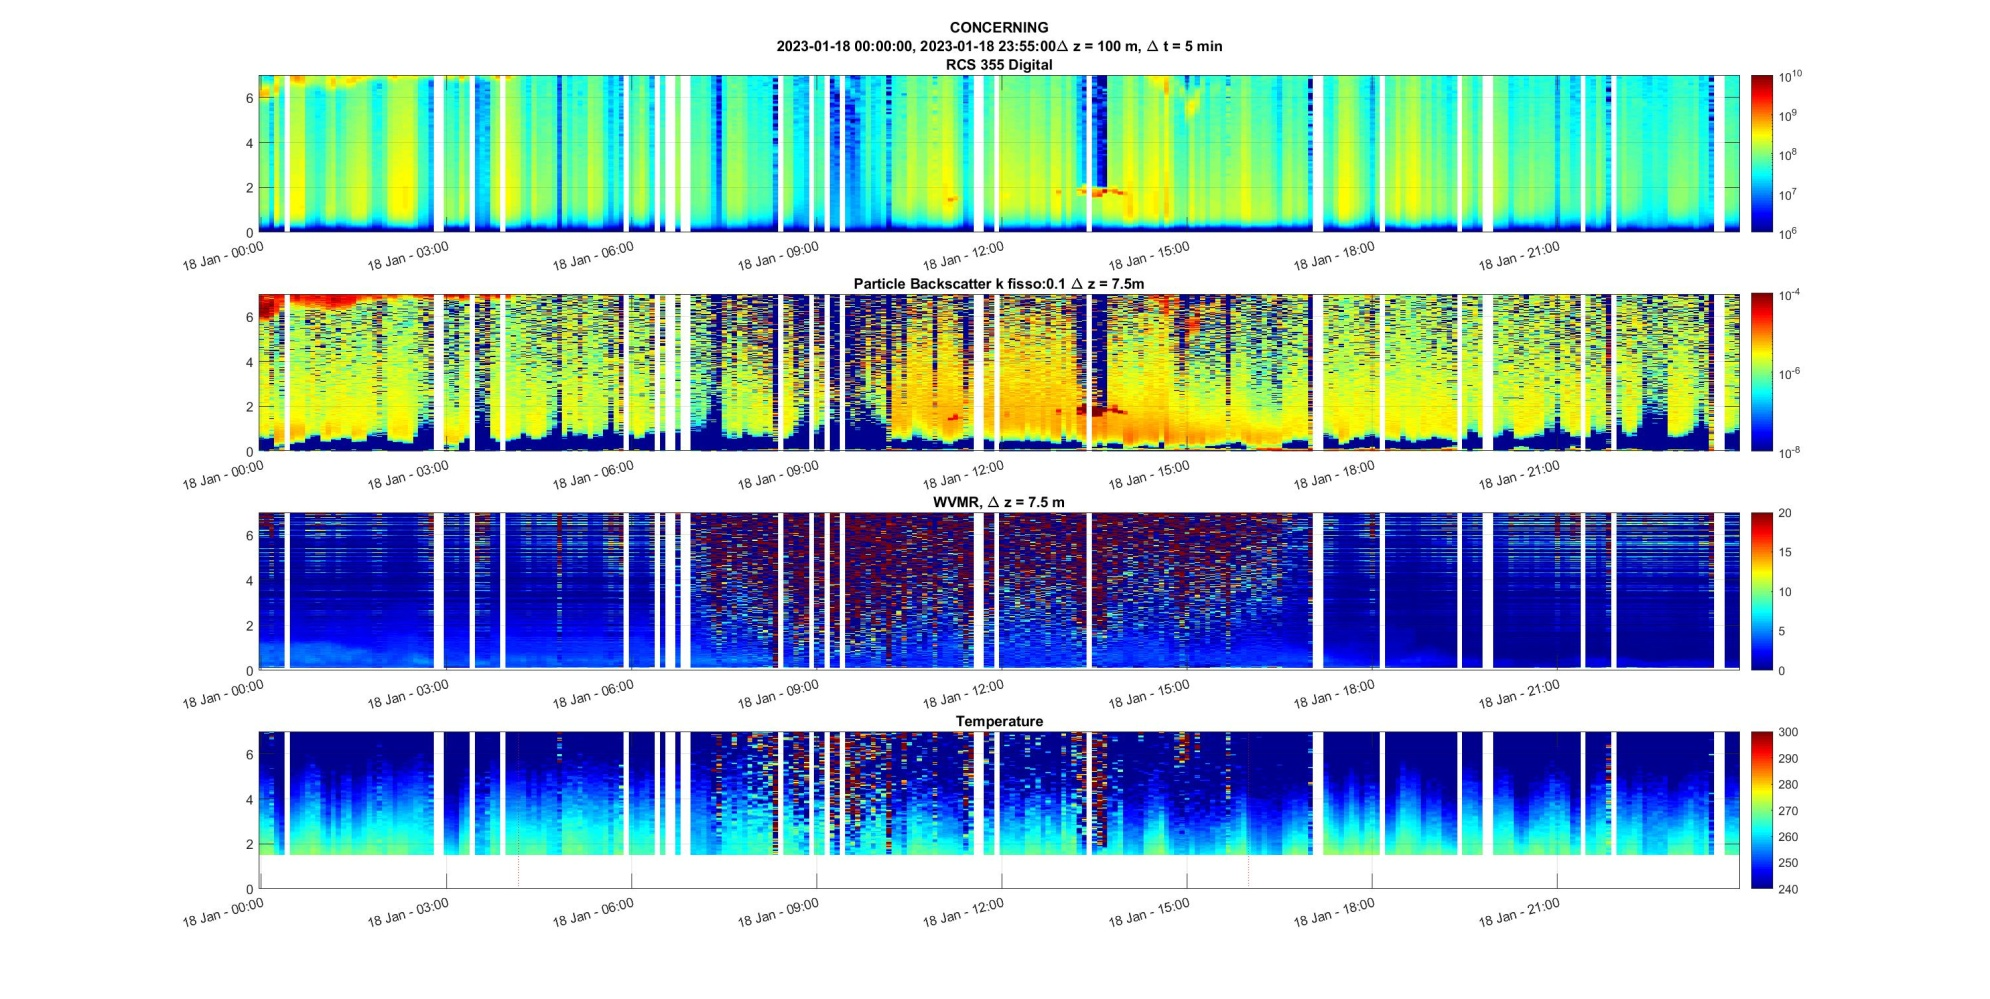 CONCERNING
2023-01-18 00:00:00, 2023-01-18 23:55:00Δ z = 100 m, Δ t = 5 min
RCS 355 Digital
6
4
2
0
18 Jan - 00:00
18 Jan - 03:00
18 Jan - 06:00
18 Jan - 09:00
18 Jan - 12:00
18 Jan - 15:00
18 Jan - 18:00
18 Jan - 21:00
10^10
10^9
10^8
10^7
10^6
Particle Backscatter k fisso:0.1 Δ z = 7.5m
6
4
2
0
18 Jan - 00:00
18 Jan - 03:00
18 Jan - 06:00
18 Jan - 09:00
18 Jan - 12:00
18 Jan - 15:00
18 Jan - 18:00
18 Jan - 21:00
10^-4
10^-6
10^-8
WVMR, Δ z = 7.5 m
6
4
2
0
18 Jan - 00:00
18 Jan - 03:00
18 Jan - 06:00
18 Jan - 09:00
18 Jan - 12:00
18 Jan - 15:00
18 Jan - 18:00
18 Jan - 21:00
20
15
10
5
0
Temperature
6
4
2
0
18 Jan - 00:00
18 Jan - 03:00
18 Jan - 06:00
18 Jan - 09:00
18 Jan - 12:00
18 Jan - 15:00
18 Jan - 18:00
18 Jan - 21:00
300
290
280
270
260
250
240